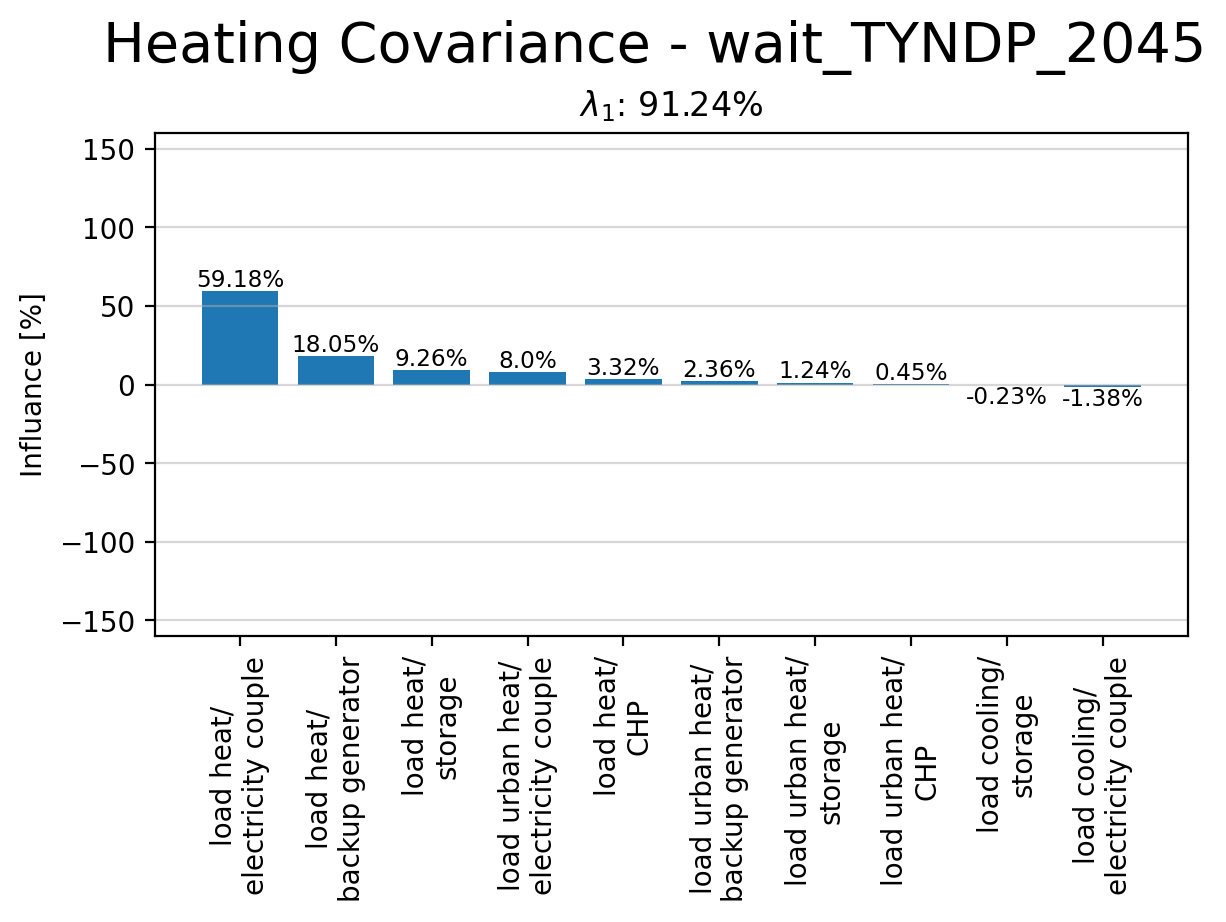 Heating Covariance - wait_TYNDP_2045
λ₁: 91.24%
Influance [%]
150
100
50
0
−50
−100
−150
59.18%
18.05%
9.26%
8.0%
3.32%
2.36%
1.24%
0.45%
-0.23%
-1.38%
load heat/
electricity couple
load heat/
backup generator
load heat/
storage
load urban heat/
electricity couple
load heat/
CHP
load urban heat/
backup generator
load urban heat/
storage
load urban heat/
CHP
load cooling/
storage
load cooling/
electricity couple